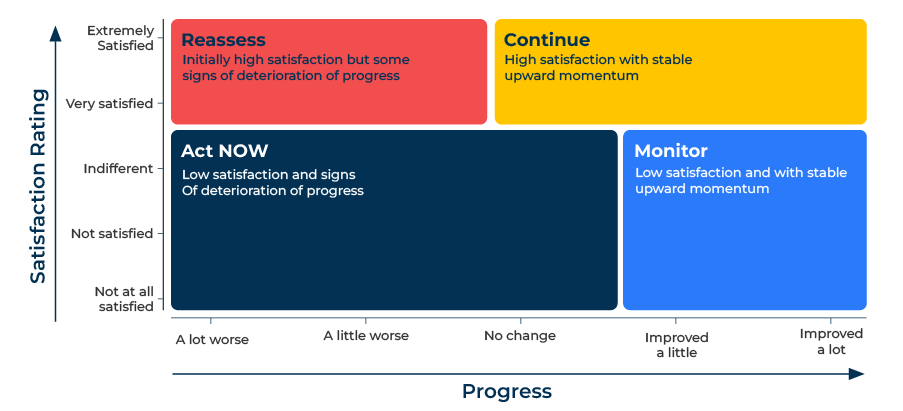 Satisfaction Rating
Extremely
Satisfied
Very satisfied
Indifferent
Not satisfied
Not at all
satisfied
Reassess
Initially high satisfaction but some
signs of deterioration of progress
Continue
High satisfaction with stable
upward momentum
Act NOW
Low satisfaction and signs
Of deterioration of progress
Monitor
Low satisfaction and with stable
upward momentum
A lot worse
A little worse
No change
Improved
a little
Improved
a lot
Progress